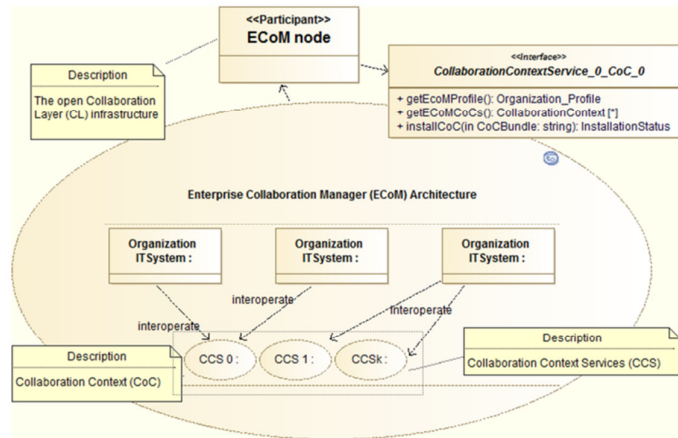 <<Participant>>
ECoM node
Description
The open Collaboration
Layer (CL) infrastructure
<<Interface>>
CollaborationContextService_0_CoC_0
+ getEcoMProfile(): Organization_Profile
+ getECoMCoCs(): CollaborationContext [*]
+ installCoC(in CoCBundle: string): InstallationStatus
Enterprise Collaboration Manager (ECoM) Architecture
Organization
ITSystem :
Organization
ITSystem :
Organization
ITSystem :
interoperate
interoperate
interoperate
CCS 0 :
CCS 1 :
CCSk :
Description
Collaboration Context (CoC)
Description
Collaboration Context Services (CCS)